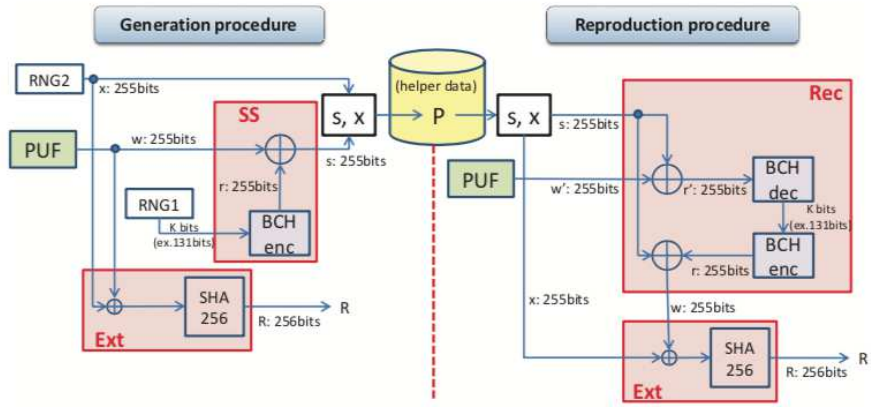 Generation procedure
Reproduction procedure
RNG2
x: 255bits
SS
PUF
w: 255bits
r: 255bits
RNG1
K bits
(ex.131bits)
BCH
enc
s: 255bits
s, x
(helper data)
P
SHA
256
Ext
R: 256bits
R
s, x
s: 255bits
Rec
PUF
w': 255bits
r': 255bits
BCH
dec
K bits
(ex.131bits)
BCH
enc
r: 255bits
x: 255bits
w: 255bits
SHA
256
Ext
R: 256bits
R